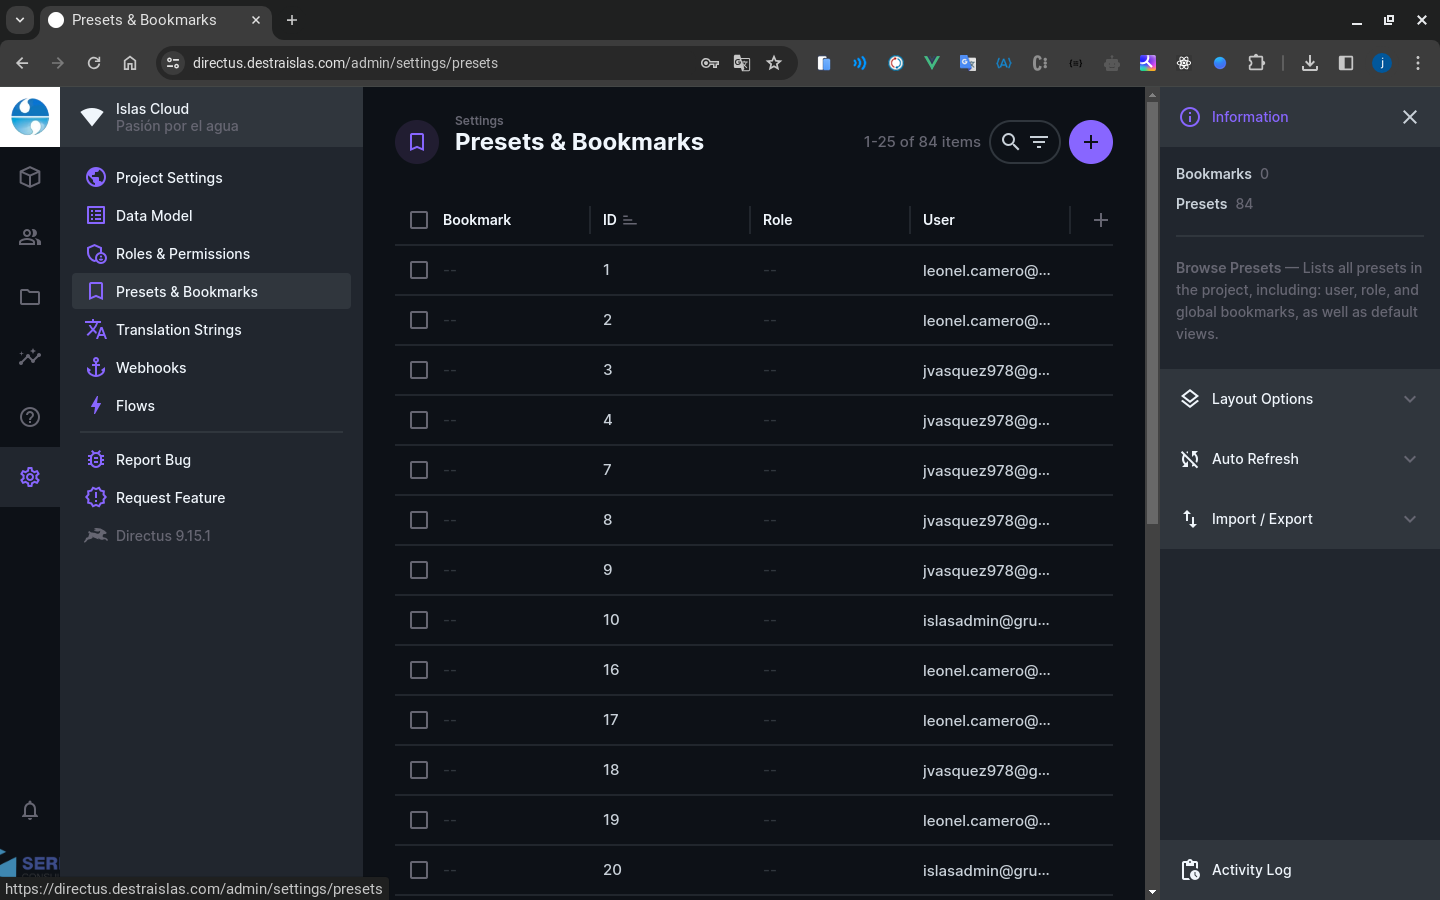 Presets & Bookmarks
directus.destraislas.com/admin/settings/presets
Islas Cloud
Pasión por el agua
Project Settings
Data Model
Roles & Permissions
Presets & Bookmarks
Translation Strings
Webhooks
Flows
Report Bug
Request Feature
Directus 9.15.1
SERI
https://directus.destraislas.com/admin/settings/presets
Settings
Presets & Bookmarks
1-25 of 84 items
Bookmark ID Role User
-- 1 -- leonel.camero@...
-- 2 -- leonel.camero@...
-- 3 -- jvasquez978@g...
-- 4 -- jvasquez978@g...
-- 7 -- jvasquez978@g...
-- 8 -- jvasquez978@g...
-- 9 -- jvasquez978@g...
-- 10 -- islasadmin@gru...
-- 16 -- leonel.camero@...
-- 17 -- leonel.camero@...
-- 18 -- jvasquez978@g...
-- 19 -- leonel.camero@...
-- 20 -- islasadmin@gru...
Information
Bookmarks 0
Presets 84
Browse Presets — Lists all presets in
the project, including: user, role, and
global bookmarks, as well as default
views.
Layout Options
Auto Refresh
Import / Export
Activity Log